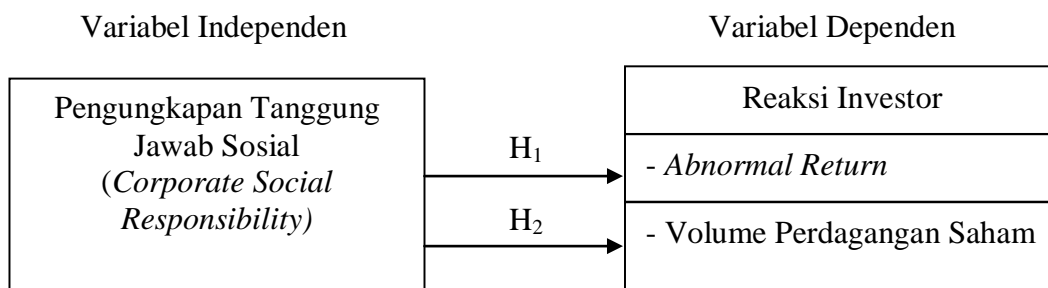 Variabel Independen
Variabel Dependen
Pengungkapan Tanggung
Jawab Sosial
(Corporate Social
Responsibility)
H1
H2
Reaksi Investor
- Abnormal Return
- Volume Perdagangan Saham